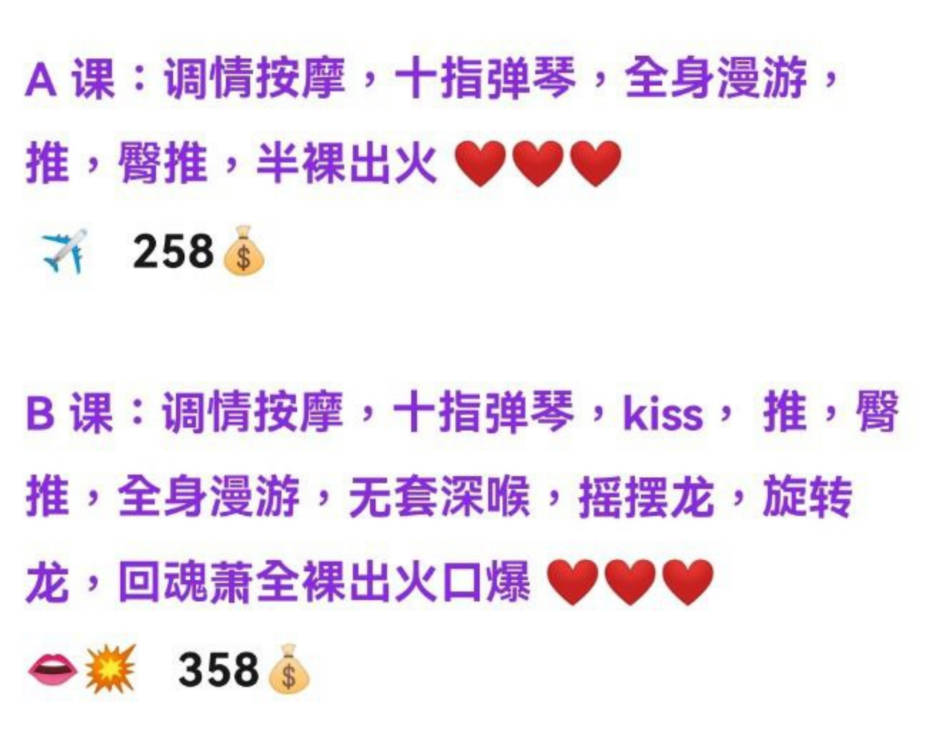 A 课：调情按摩，十指弹琴，全身漫游，
推，臀推，半裸出火 ❤️❤️❤️
✈️ 258💰
B 课：调情按摩，十指弹琴，kiss， 推，臀
推，全身漫游，无套深喉，摇摆龙，旋转
龙，回魂萧全裸出火口爆 ❤️❤️❤️
👄💥 358💰